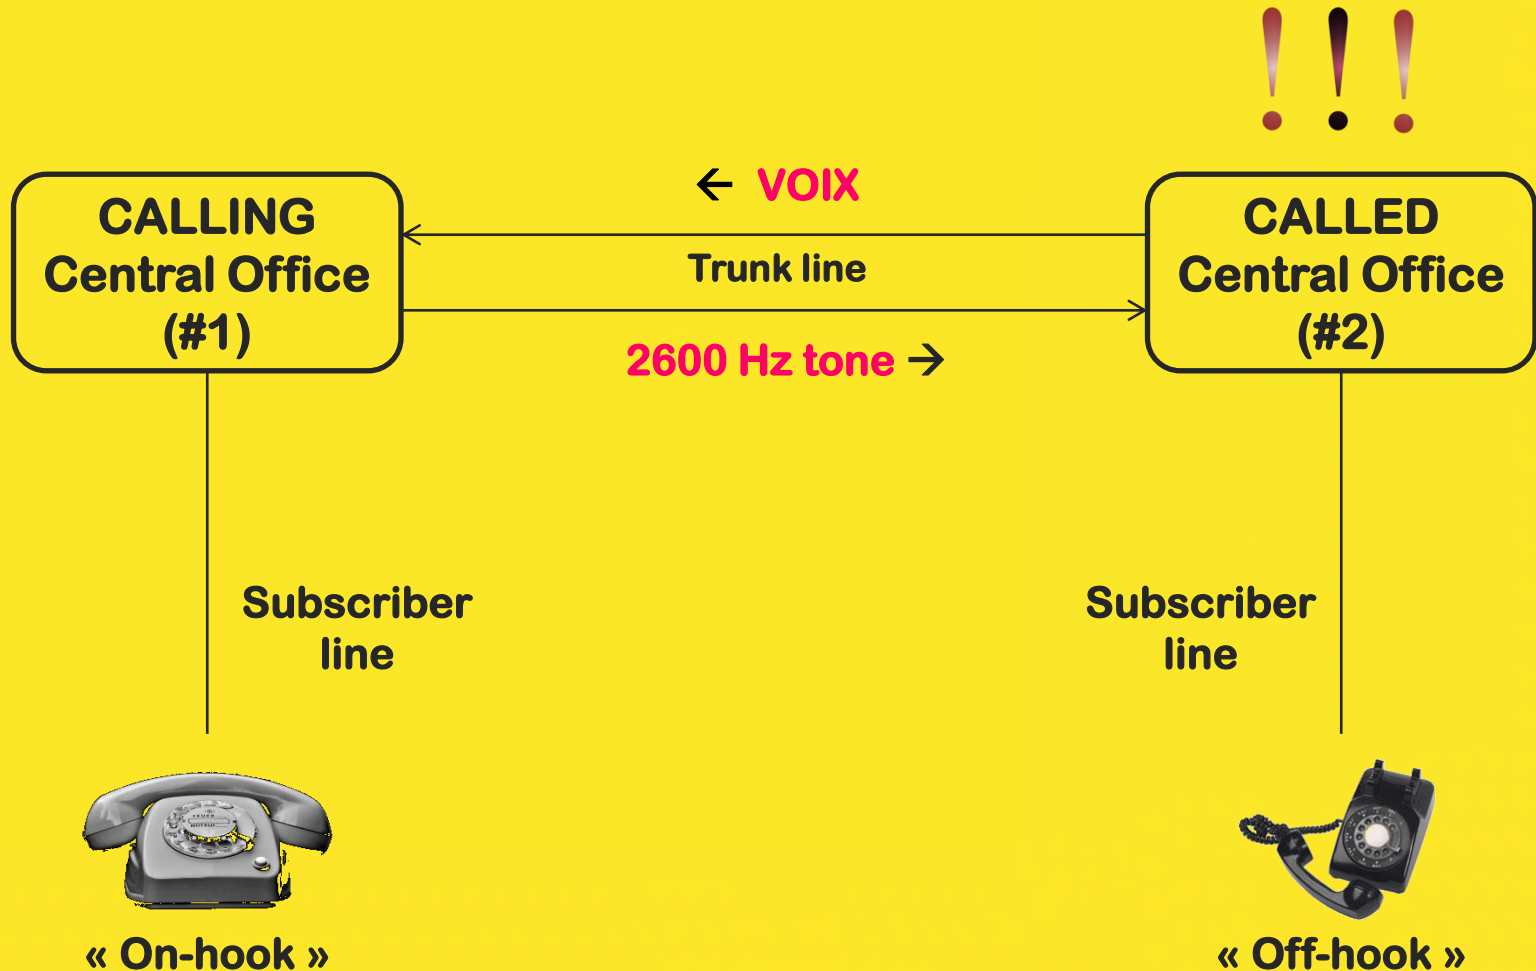 ! ! !
← VOIX
CALLING
Central Office
(#1)
Trunk line
CALLED
Central Office
(#2)
2600 Hz tone →
Subscriber
line
Subscriber
line
« On-hook »
« Off-hook »